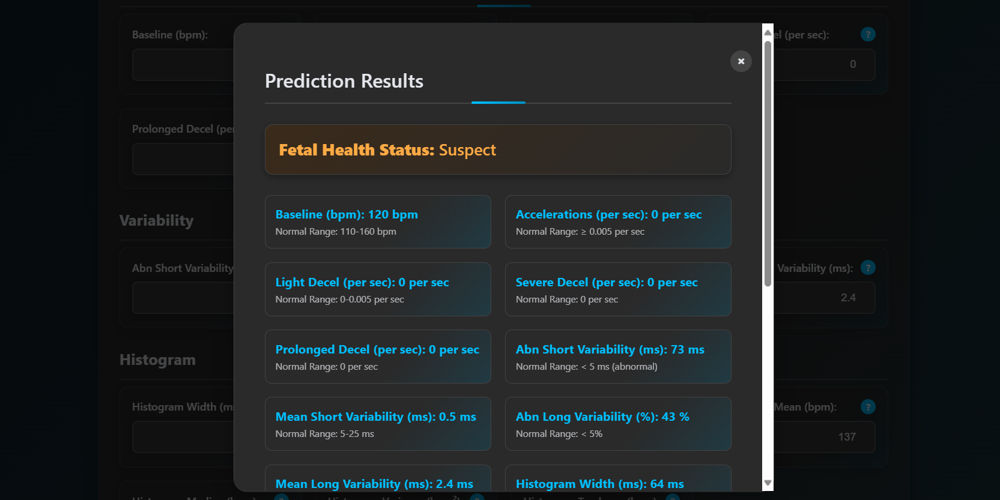 Baseline (bpm):
el (per sec):
?
0
Prolonged Decel (per
Variability
Abn Short Variability
Variability (ms):
?
2.4
Histogram
Histogram Width (ms
Mean (bpm):
?
137
×
Prediction Results
Fetal Health Status: Suspect
Baseline (bpm): 120 bpm
Normal Range: 110-160 bpm
Accelerations (per sec): 0 per sec
Normal Range: ≥ 0.005 per sec
Light Decel (per sec): 0 per sec
Normal Range: 0-0.005 per sec
Severe Decel (per sec): 0 per sec
Normal Range: 0 per sec
Prolonged Decel (per sec): 0 per sec
Normal Range: 0 per sec
Abn Short Variability (ms): 73 ms
Normal Range: < 5 ms (abnormal)
Mean Short Variability (ms): 0.5 ms
Normal Range: 5-25 ms
Abn Long Variability (%): 43 %
Normal Range: < 5%
Mean Long Variability (ms): 2.4 ms
Histogram Width (ms): 64 ms